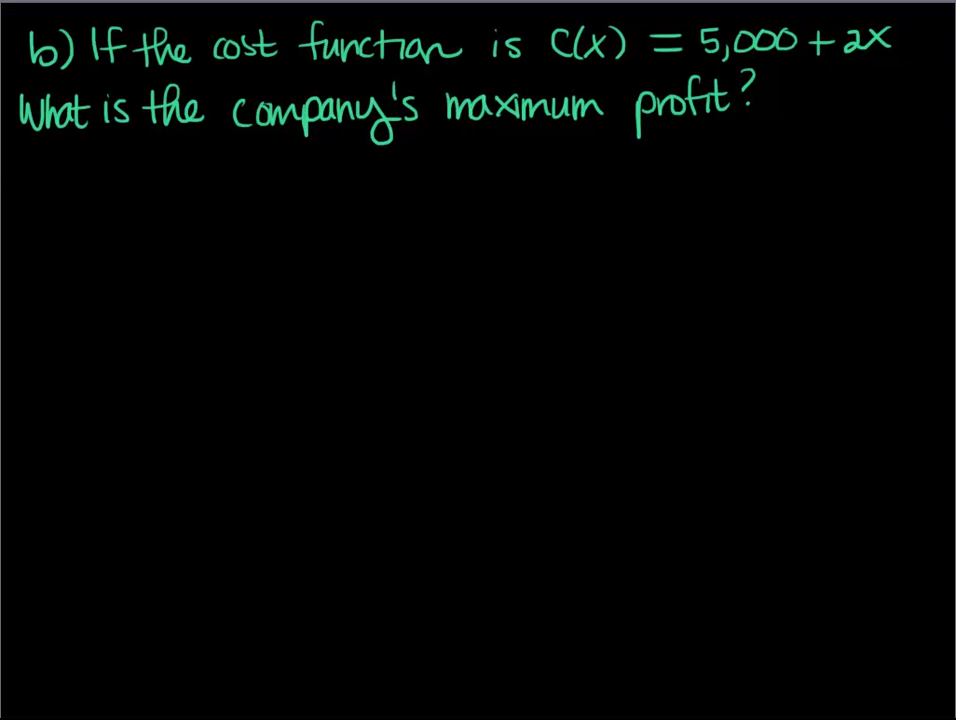 b) If the cost function is C(x) = 5,000 + 2x
What is the company's maximum profit?